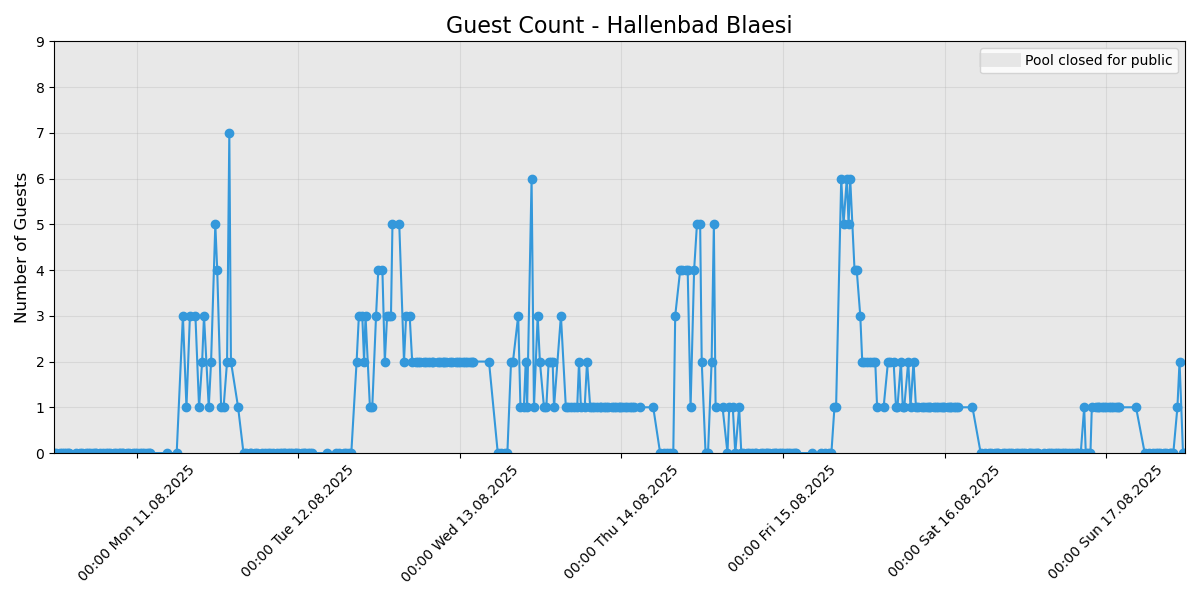 Guest Count - Hallenbad Blaesi
Pool closed for public
Number of Guests
9
8
7
6
5
4
3
2
1
0
00:00 Mon 11.08.2025
00:00 Tue 12.08.2025
00:00 Wed 13.08.2025
00:00 Thu 14.08.2025
00:00 Fri 15.08.2025
00:00 Sat 16.08.2025
00:00 Sun 17.08.2025